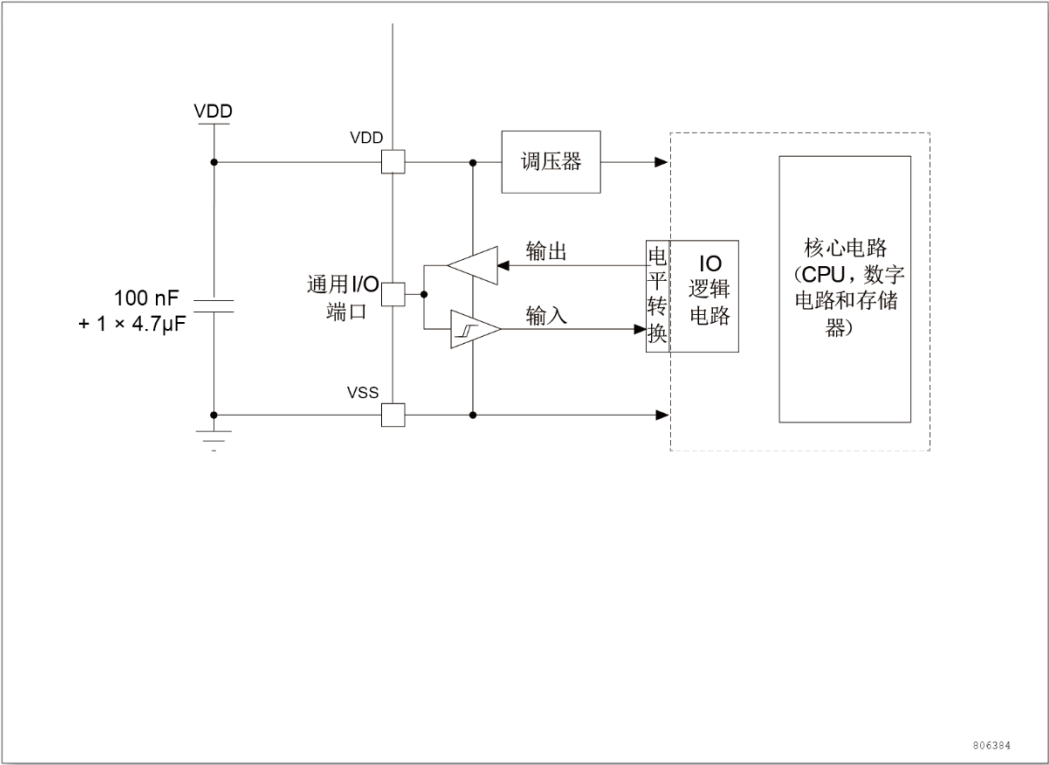 VDD
VDD
调压器
通用I/O
端口
输出
输入
电
平
转
换
IO
逻辑
电路
核心电路
（CPU，数字
电路和存储
器）
100 nF
+ 1 × 4.7μF
VSS
806384